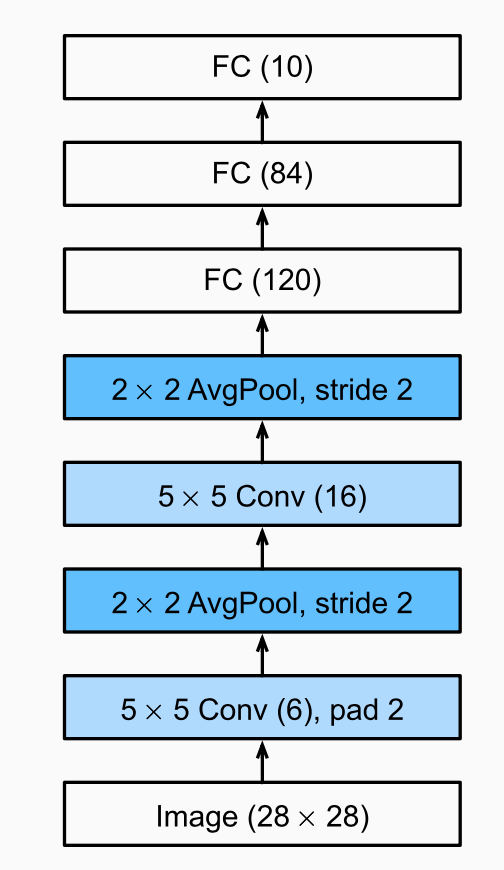 FC (10)
FC (84)
FC (120)
2 × 2 AvgPool, stride 2
5 × 5 Conv (16)
2 × 2 AvgPool, stride 2
5 × 5 Conv (6), pad 2
Image (28 × 28)